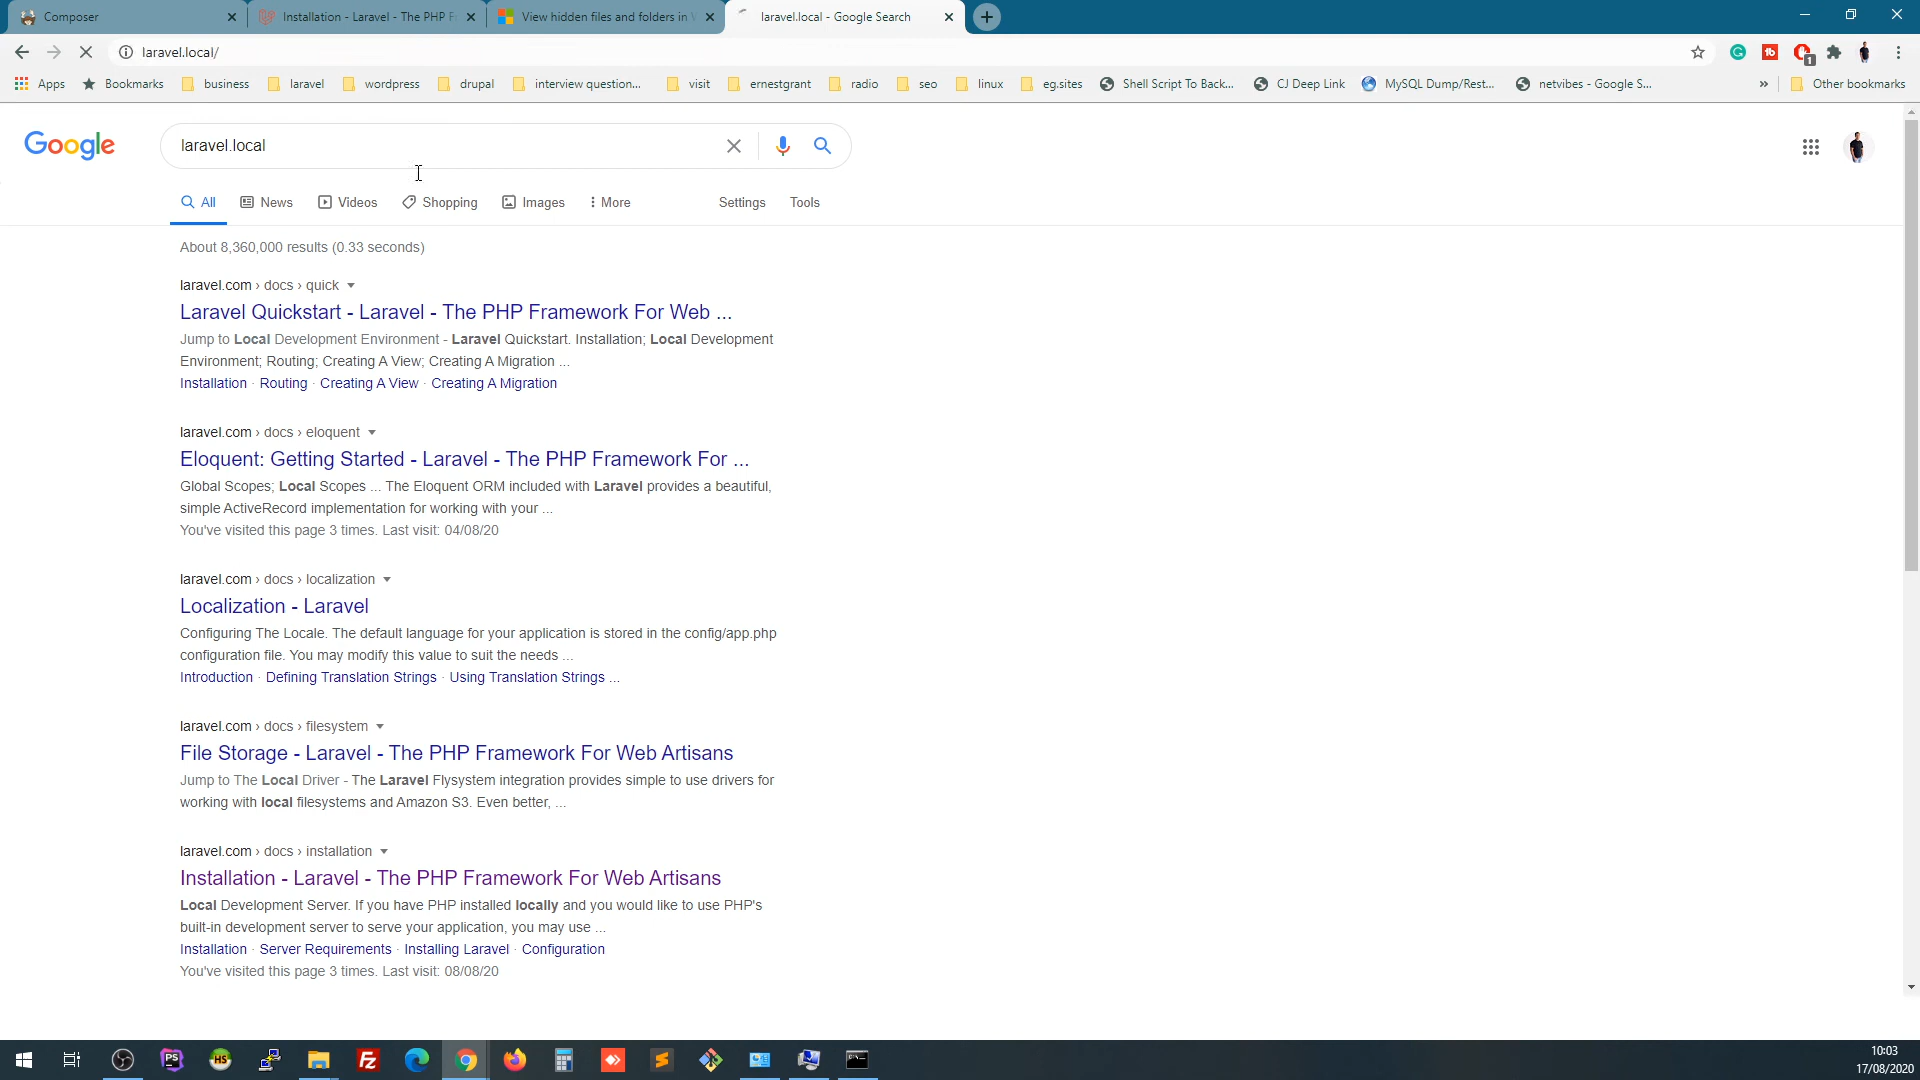 Composer
Installation - Laravel - The PHP F
View hidden files and folders in
laravel.local - Google Search
laravel.local/
1
Apps
Bookmarks
business
laravel
wordpress
drupal
interview question...
visit
ernestgrant
radio
seo
linux
eg.sites
Shell Script To Back...
CJ Deep Link
MySQL Dump/Rest...
netvibes - Google S...
»
Other bookmarks
Google
laravel.local
All
News
Videos
Shopping
Images
More
Settings
Tools
About 8,360,000 results (0.33 seconds)
laravel.com › docs › quick
Laravel Quickstart - Laravel - The PHP Framework For Web ...
Jump to Local Development Environment - Laravel Quickstart. Installation; Local Development
Environment; Routing; Creating A View; Creating A Migration ...
Installation · Routing · Creating A View · Creating A Migration
laravel.com › docs › eloquent
Eloquent: Getting Started - Laravel - The PHP Framework For ...
Global Scopes; Local Scopes ... The Eloquent ORM included with Laravel provides a beautiful,
simple ActiveRecord implementation for working with your ...
You've visited this page 3 times. Last visit: 04/08/20
laravel.com › docs › localization
Localization - Laravel
Configuring The Locale. The default language for your application is stored in the config/app.php
configuration file. You may modify this value to suit the needs ...
Introduction · Defining Translation Strings · Using Translation Strings ...
laravel.com › docs › filesystem
File Storage - Laravel - The PHP Framework For Web Artisans
Jump to The Local Driver - The Laravel Flysystem integration provides simple to use drivers for
working with local filesystems and Amazon S3. Even better, ...
laravel.com › docs › installation
Installation - Laravel - The PHP Framework For Web Artisans
Local Development Server. If you have PHP installed locally and you would like to use PHP's
built-in development server to serve your application, you may use ...
Installation · Server Requirements · Installing Laravel · Configuration
You've visited this page 3 times. Last visit: 08/08/20
PS
HS
FZ
10:03
17/08/2020